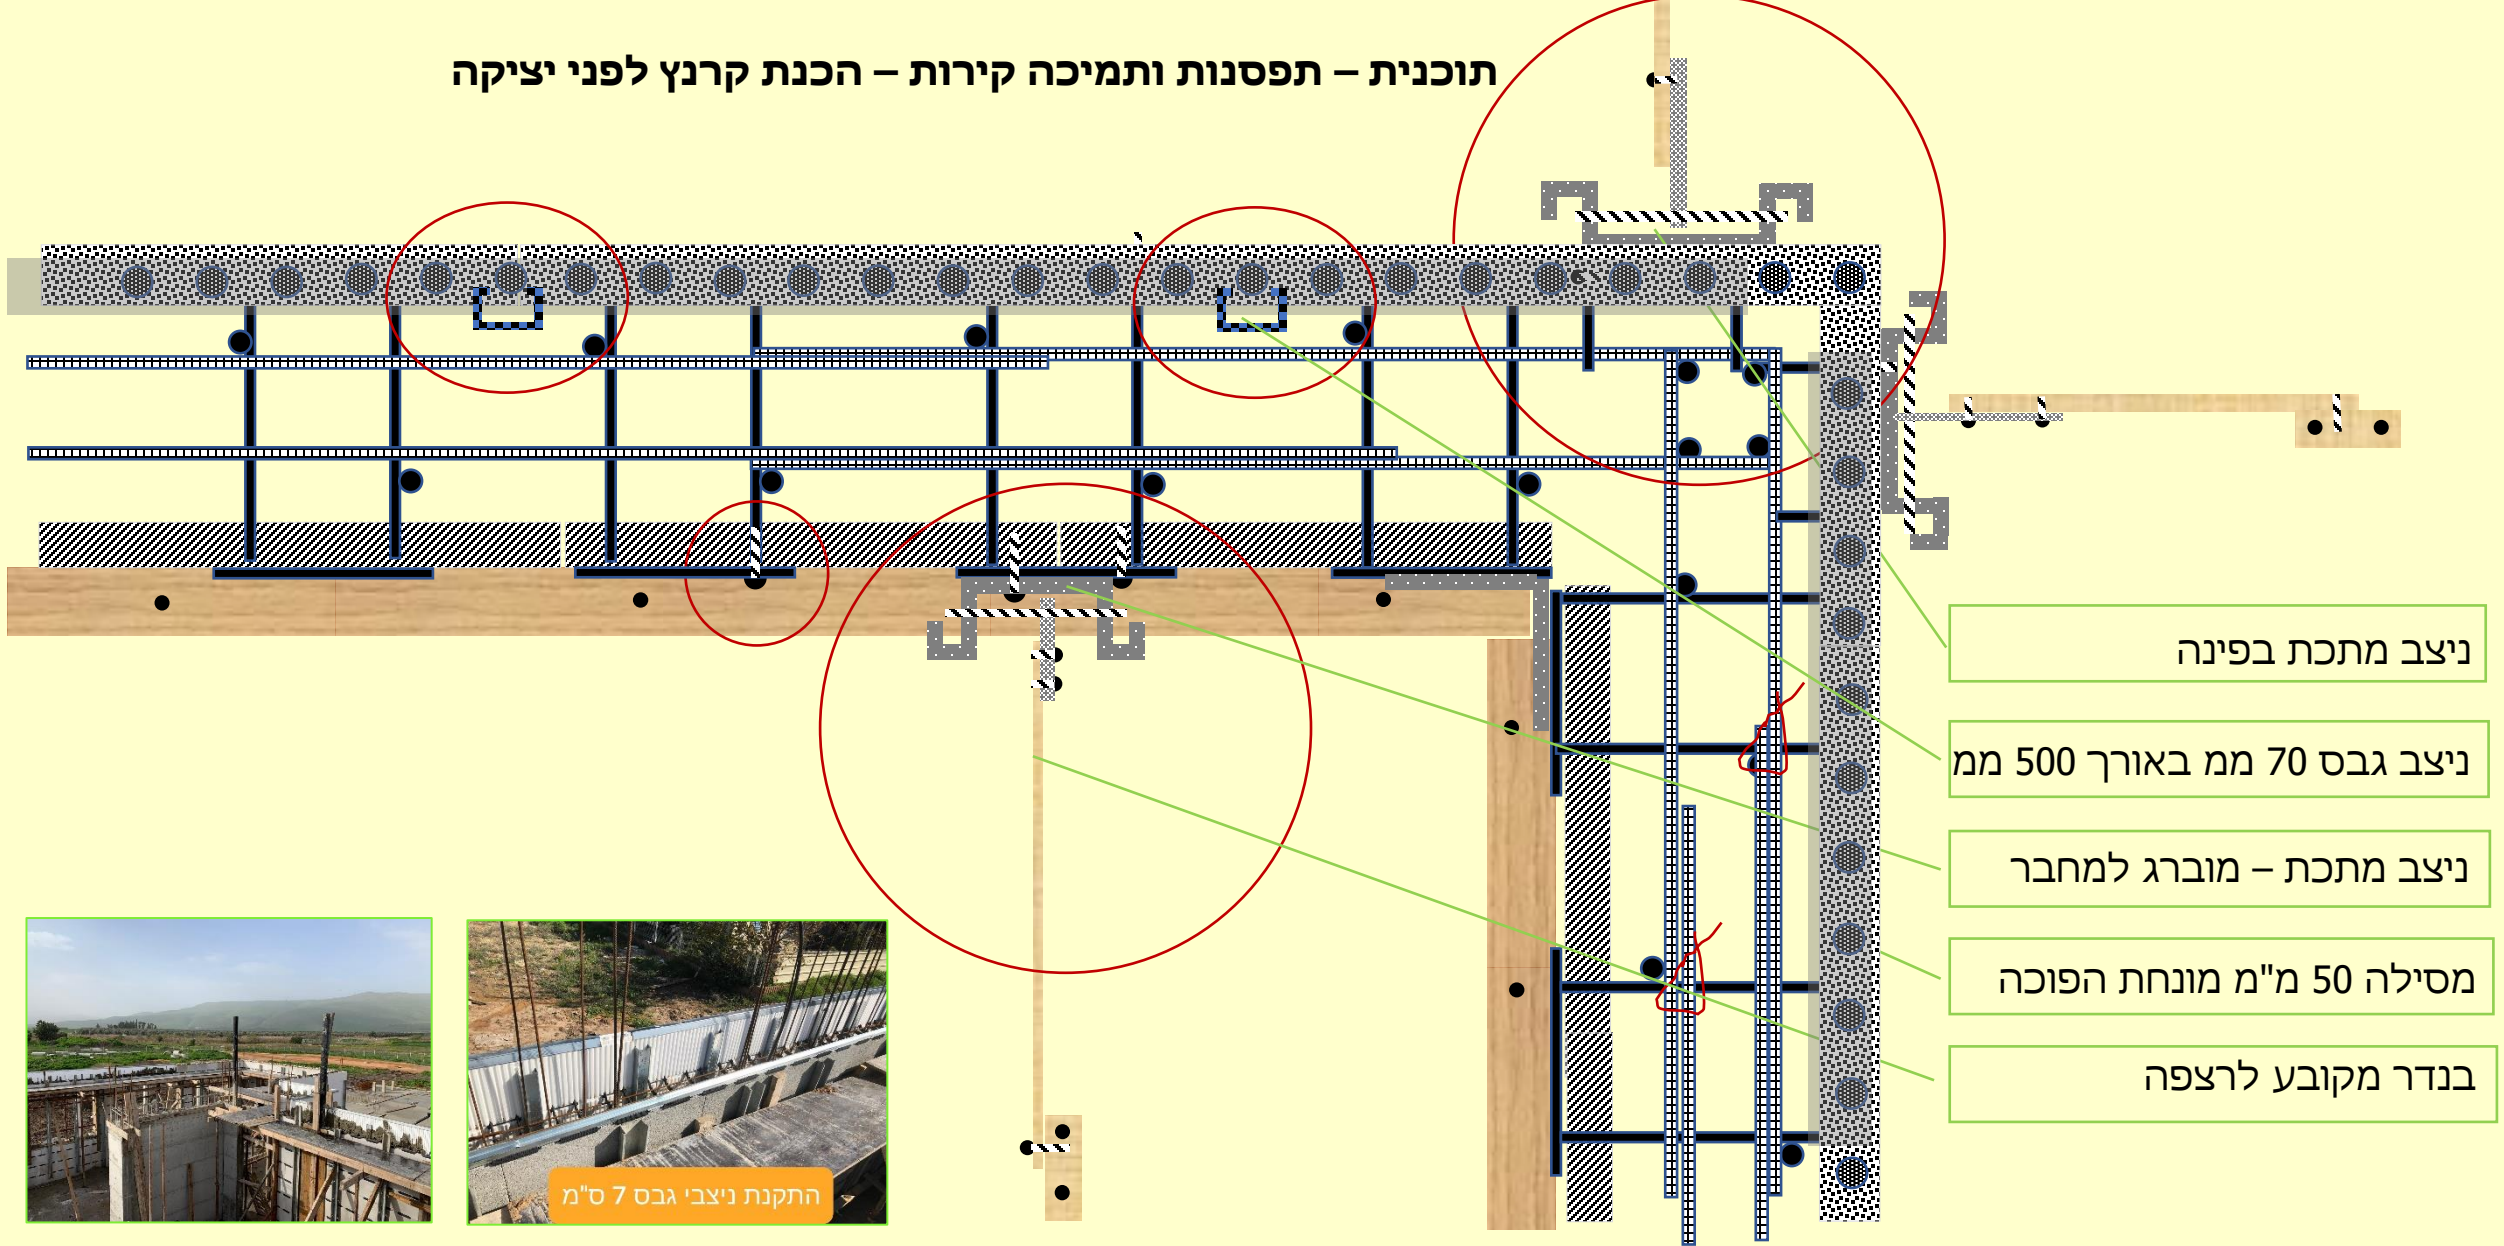 תוכנית – תפסנות ותמיכה קירות – הכנת קרנץ לפני יציקה
ניצב מתכת בפינה
ניצב גבס 70 ממ באורך 500 ממ
ניצב מתכת – מוברג למחבר
מסילה 50 מ"מ מונחת הפוכה
בנדר מקובע לרצפה
התקנת ניצבי גבס 7 ס"מ